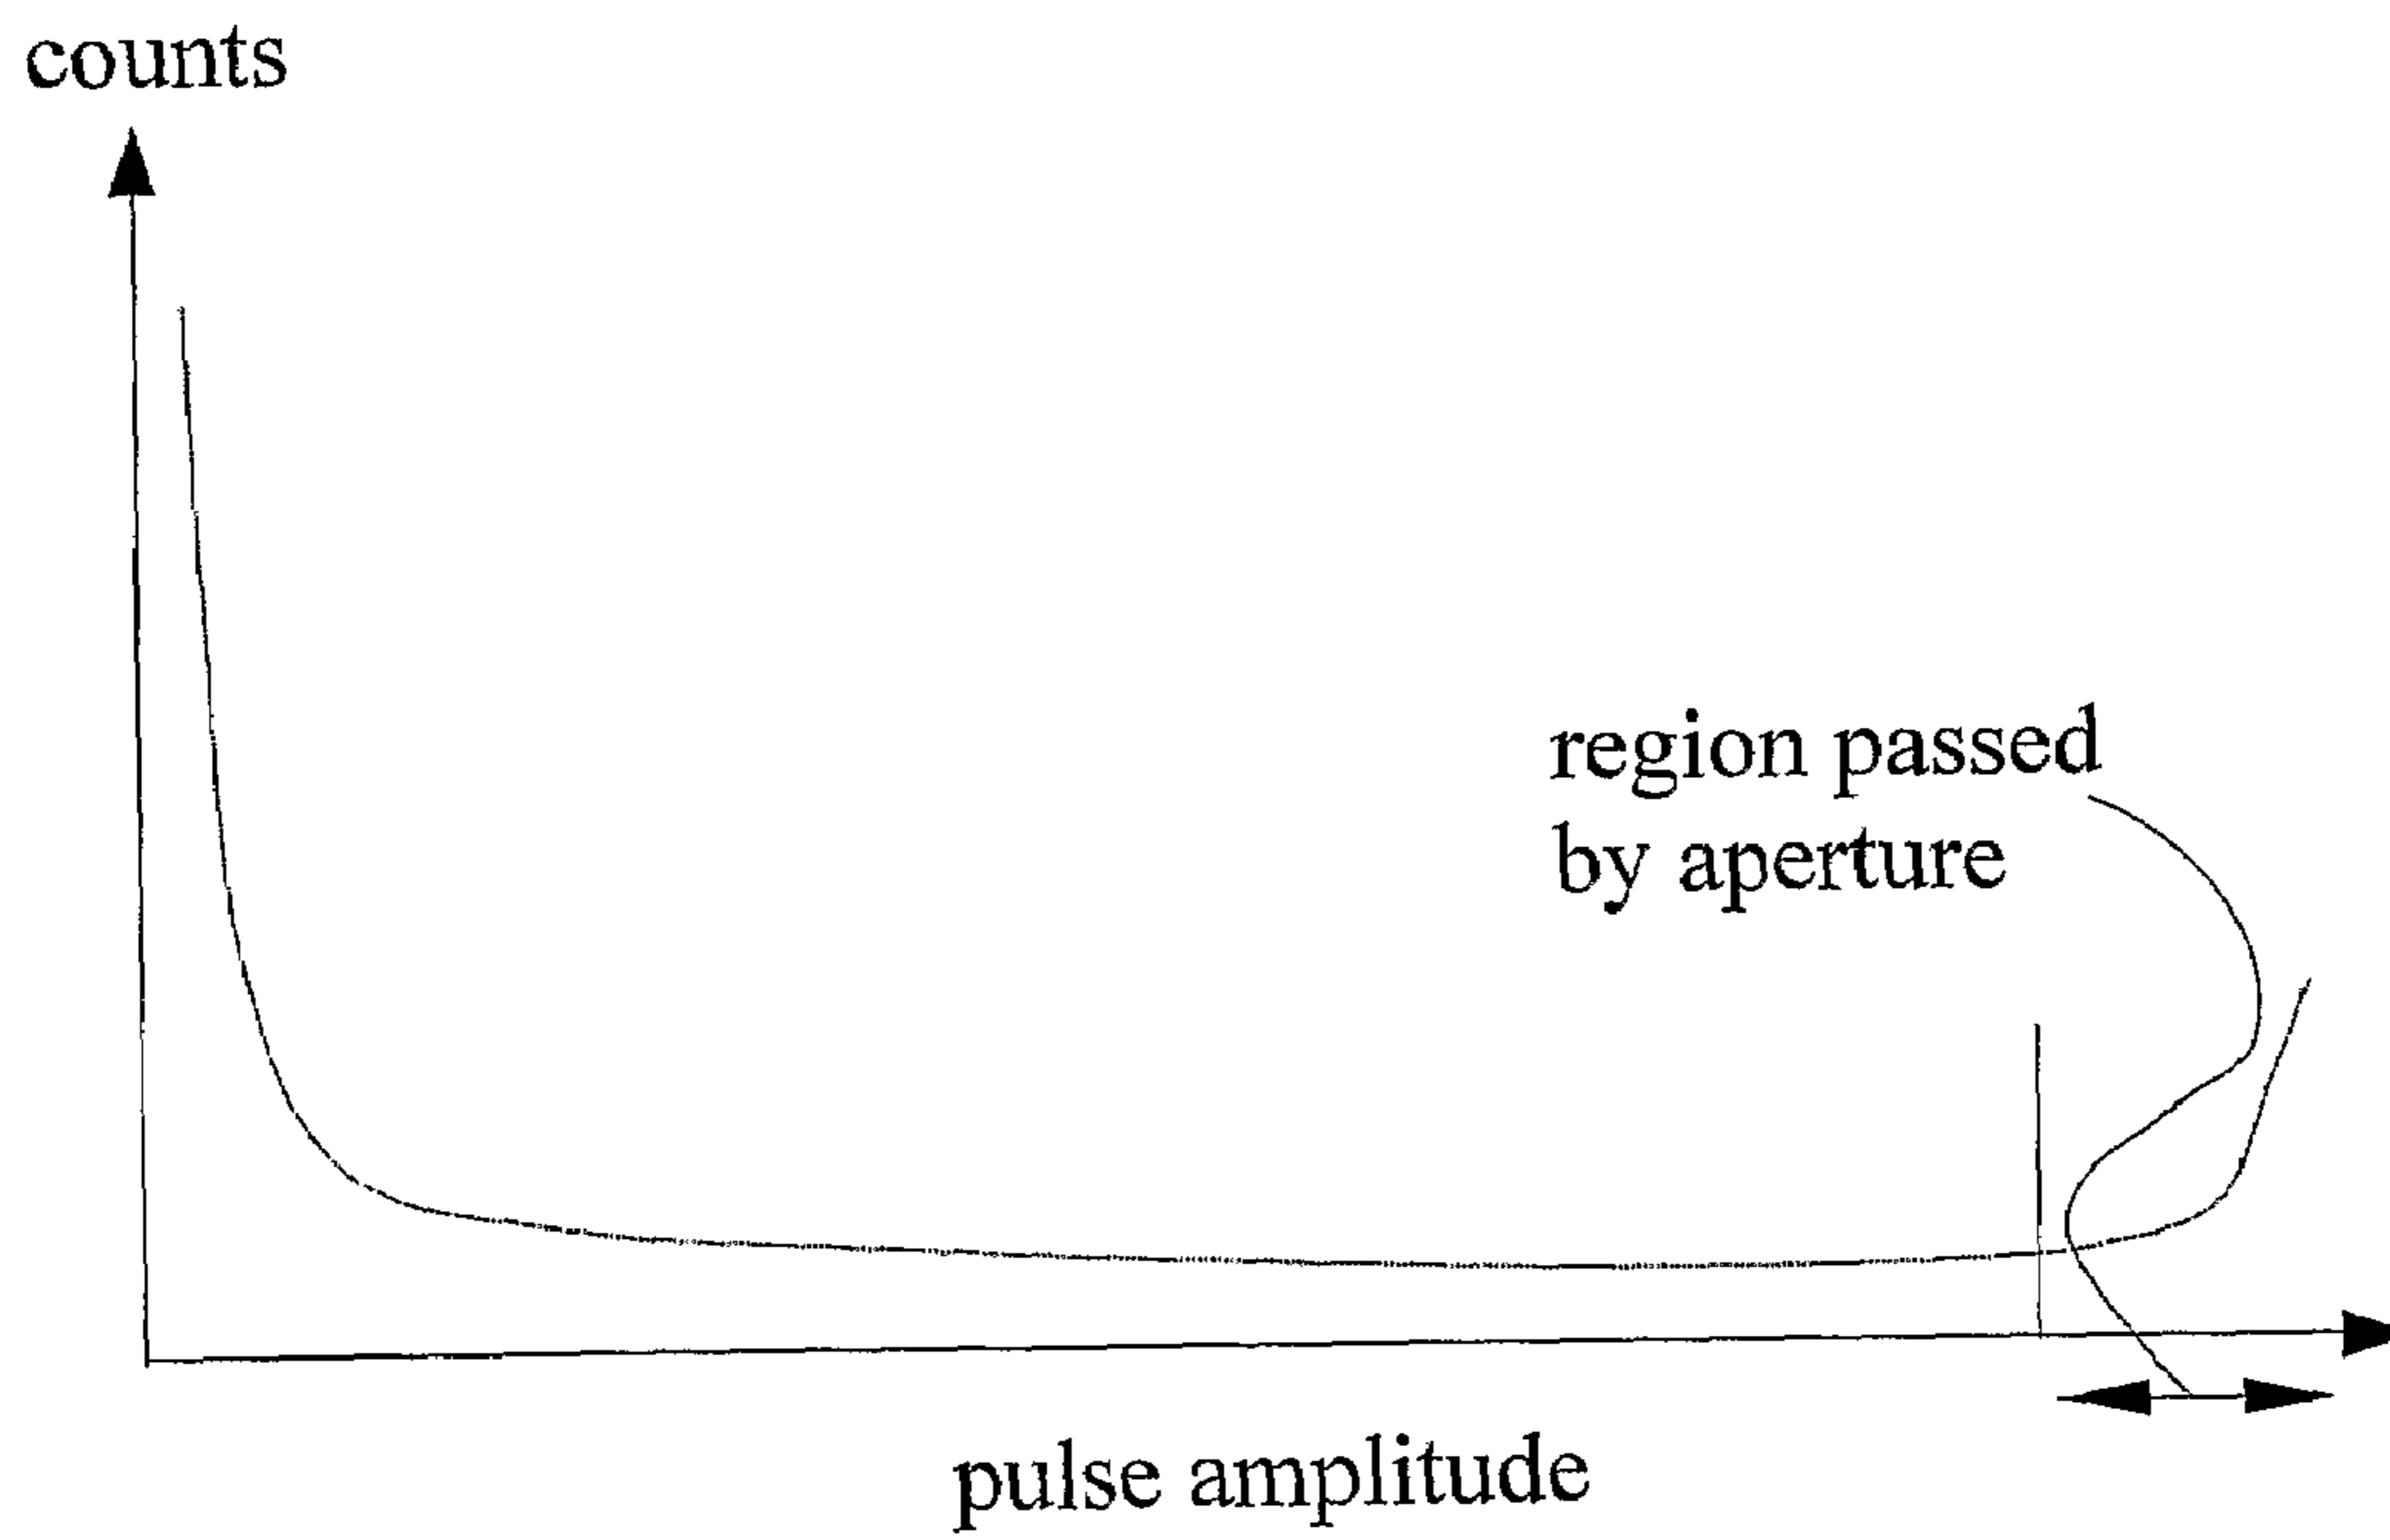 counts
region passed
by aperture
pulse amplitude